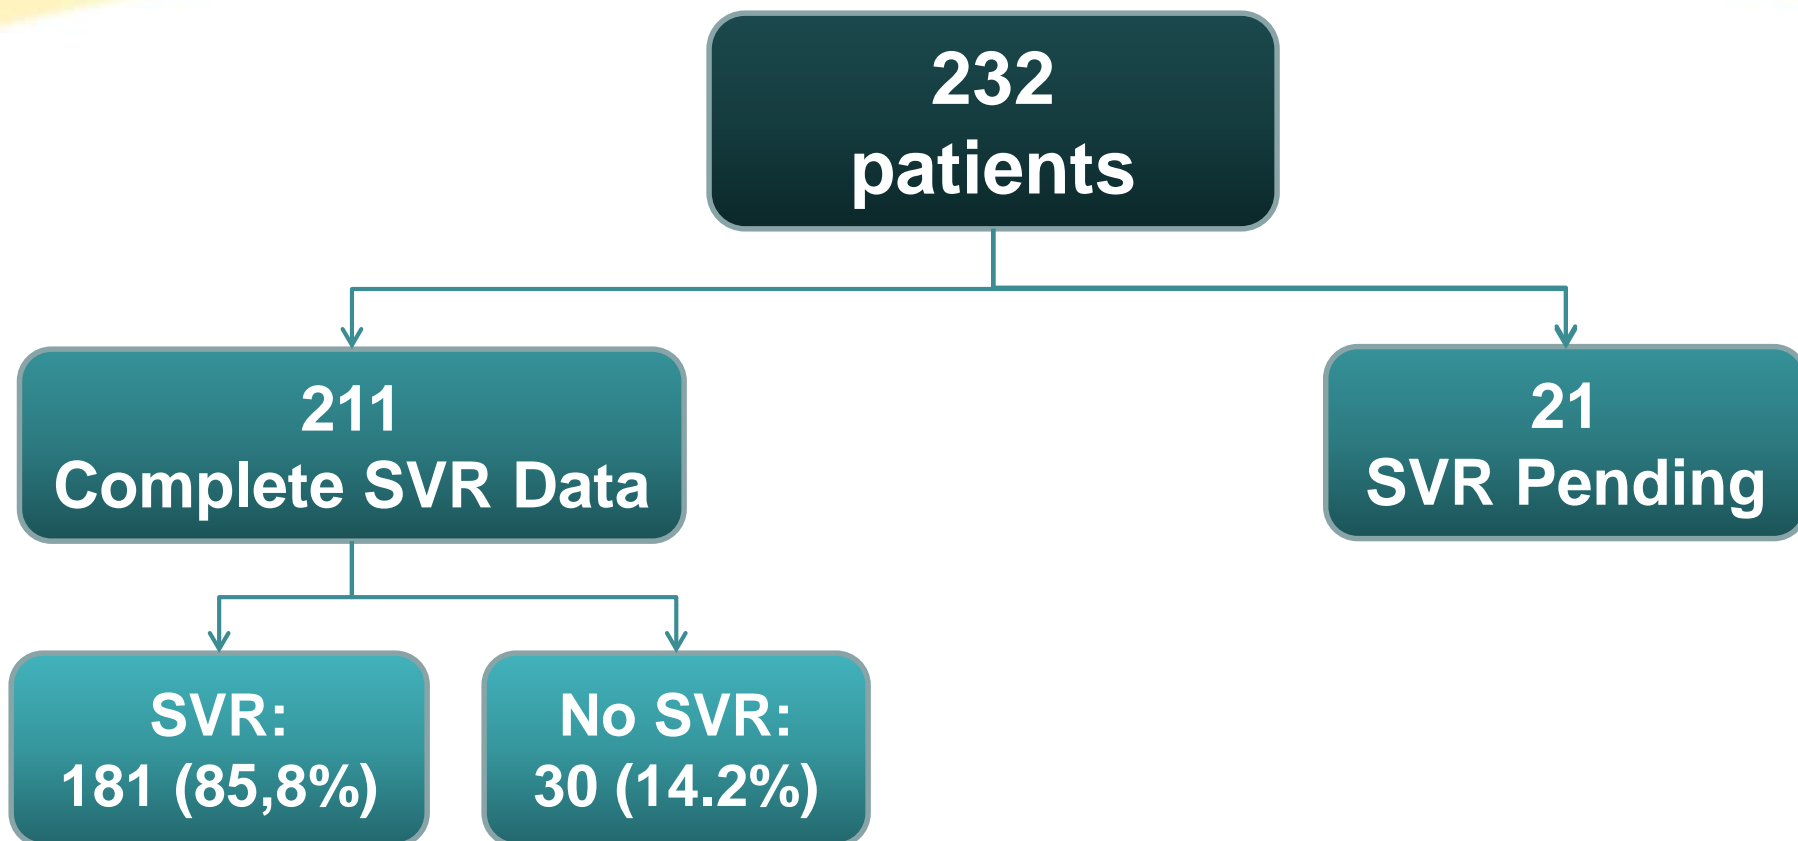 232
patients
211
Complete SVR Data
21
SVR Pending
SVR:
181 (85,8%)
No SVR:
30 (14.2%)